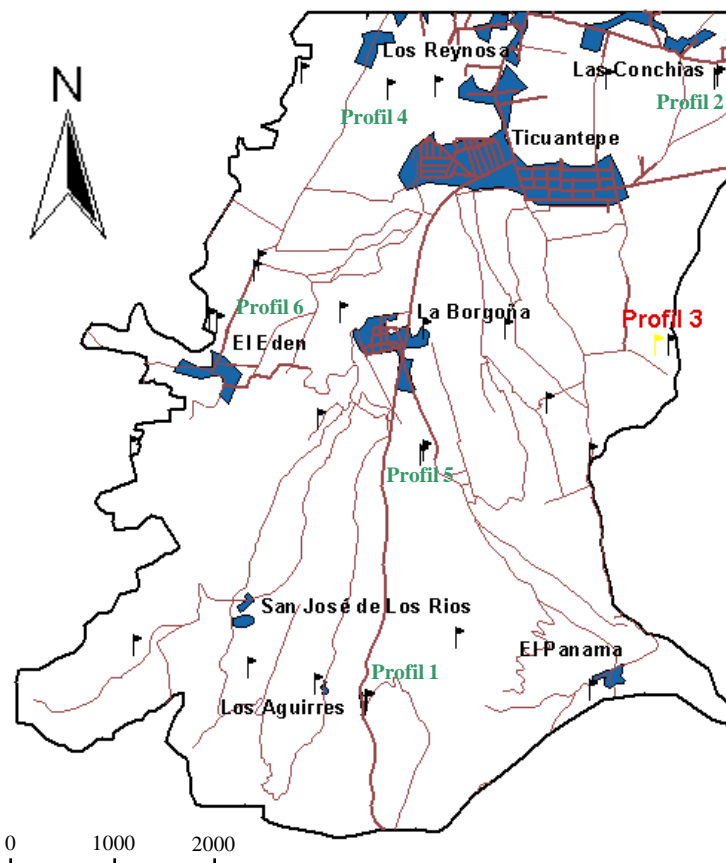 Los Reynosa
Las Conchias
N
Profil 4
Profil 2
Ticuantepe
Profil 6
La Borgoña
Profil 3
El Eden
Profil 5
San José de Los Rios
El Panama
Profil 1
Los Aguirres
0 1000 2000